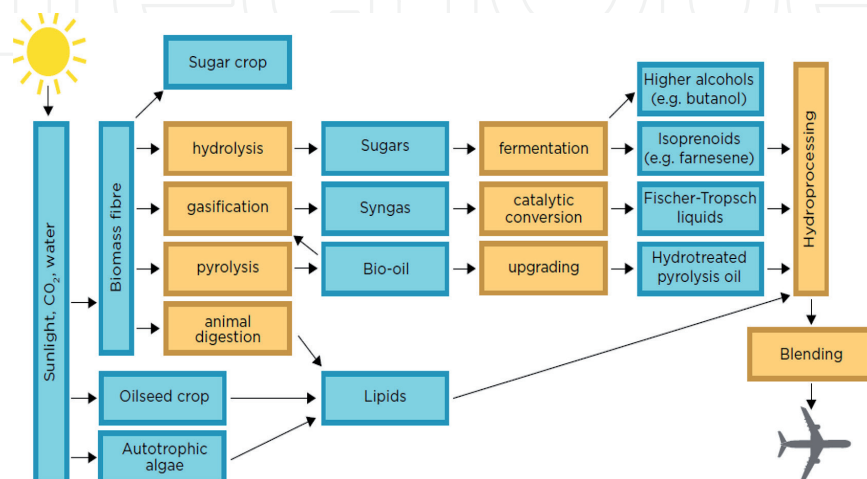 Sugar crop
Higher alcohols
(e.g. butanol)
hydrolysis
Sugars
fermentation
Isoprenoids
(e.g. farnesene)
gasification
Syngas
catalytic
conversion
Fischer-Tropsch
liquids
pyrolysis
Bio-oil
upgrading
Hydrotreated
pyrolysis oil
animal
digestion
Sunlight, CO₂, water
Biomass fibre
Hydroprocessing
Blending
Oilseed crop
Lipids
Autotrophic
algae